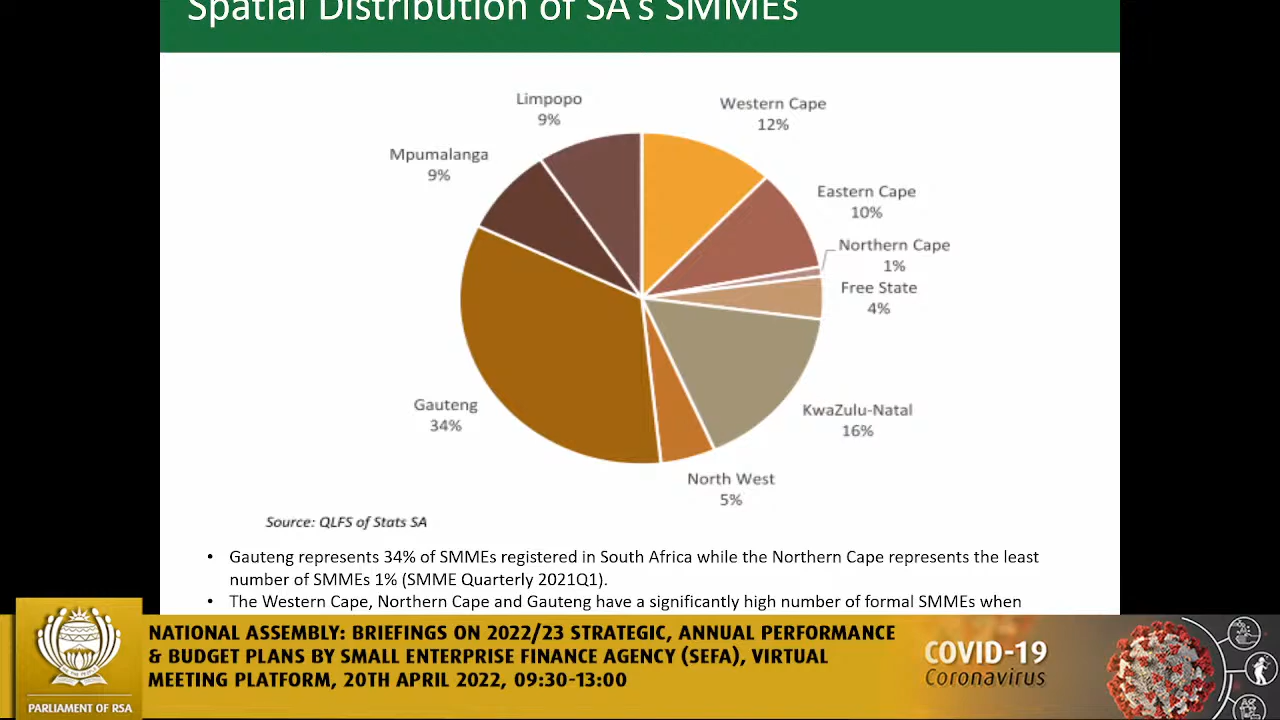 Spatial Distribution of SA's SMMEs
Limpopo
9%
Western Cape
12%
Mpumalanga
9%
Eastern Cape
10%
Northern Cape
1%
Free State
4%
Gauteng
34%
KwaZulu-Natal
16%
North West
5%
Source: QLFS of Stats SA
• Gauteng represents 34% of SMMEs registered in South Africa while the Northern Cape represents the least
number of SMMEs 1% (SMME Quarterly 2021Q1).
• The Western Cape, Northern Cape and Gauteng have a significantly high number of formal SMMEs when
NATIONAL ASSEMBLY: BRIEFINGS ON 2022/23 STRATEGIC, ANNUAL PERFORMANCE
& BUDGET PLANS BY SMALL ENTERPRISE FINANCE AGENCY (SEFA), VIRTUAL
MEETING PLATFORM, 20TH APRIL 2022, 09:30-13:00
PARLIAMENT OF RSA
COVID-19
Coronavirus